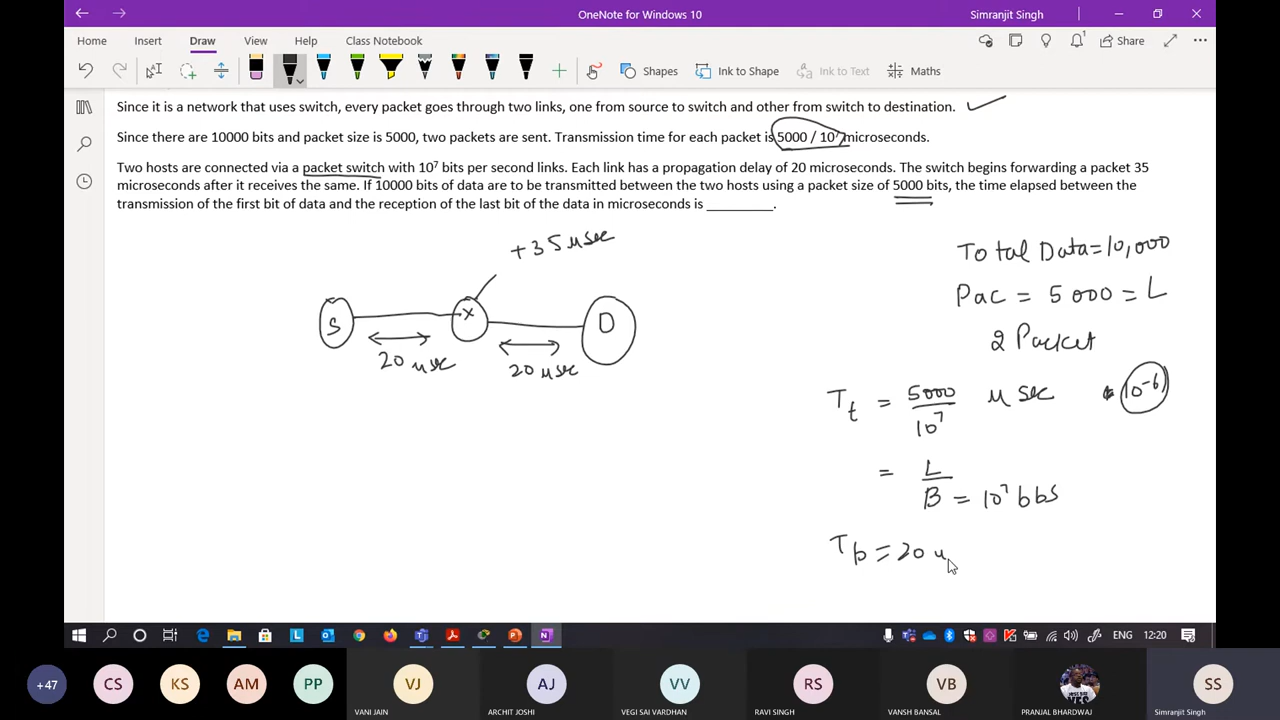 OneNote for Windows 10
Simranjit Singh
Home Insert Draw View Help Class Notebook
Share
Shapes Ink to Shape Ink to Text Maths
Since it is a network that uses switch, every packet goes through two links, one from source to switch and other from switch to destination.
Since there are 10000 bits and packet size is 5000, two packets are sent. Transmission time for each packet is 5000 / 10⁷ microseconds.
Two hosts are connected via a packet switch with 10⁷ bits per second links. Each link has a propagation delay of 20 microseconds. The switch begins forwarding a packet 35
microseconds after it receives the same. If 10000 bits of data are to be transmitted between the two hosts using a packet size of 5000 bits, the time elapsed between the
transmission of the first bit of data and the reception of the last bit of the data in microseconds is __________.
+35 μsec
S X D
20 μsec 20 μsec
Total Data=10,000
Pac = 5000 = L
2 Packet
Tt = 5000 / 10⁷ μ sec 10⁻⁶
= L / B = 10⁷ bbs
Tp = 20 μ
ENG 12:20
+47 CS KS AM PP VJ AJ VV RS VB SS
VANI JAIN ARCHIT JOSHI VEGI SAI VARDHAN RAVI SINGH VANSH BANSAL PRANJAL BHARDWAJ Simranjit Singh